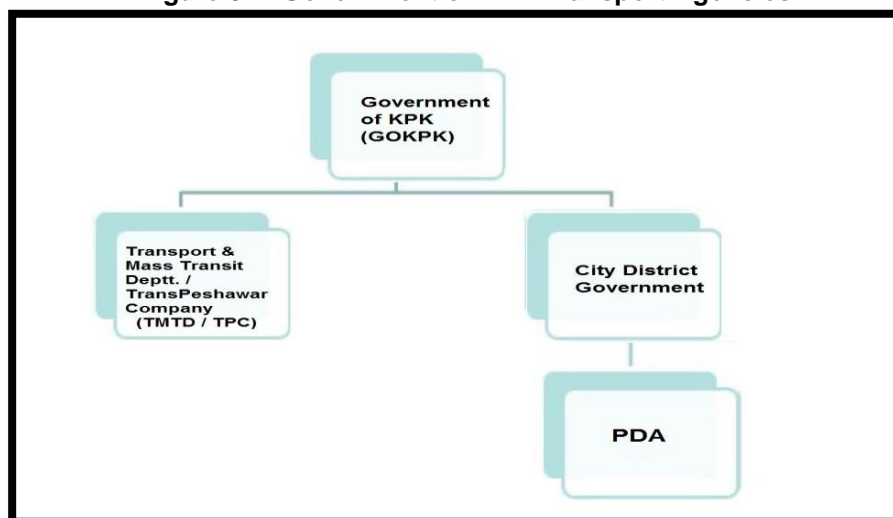 Government
of KPK
(GOKPK)
Transport &
Mass Transit
Deptt. /
TransPeshawar
Company
(TMTD / TPC)
City District
Government
PDA